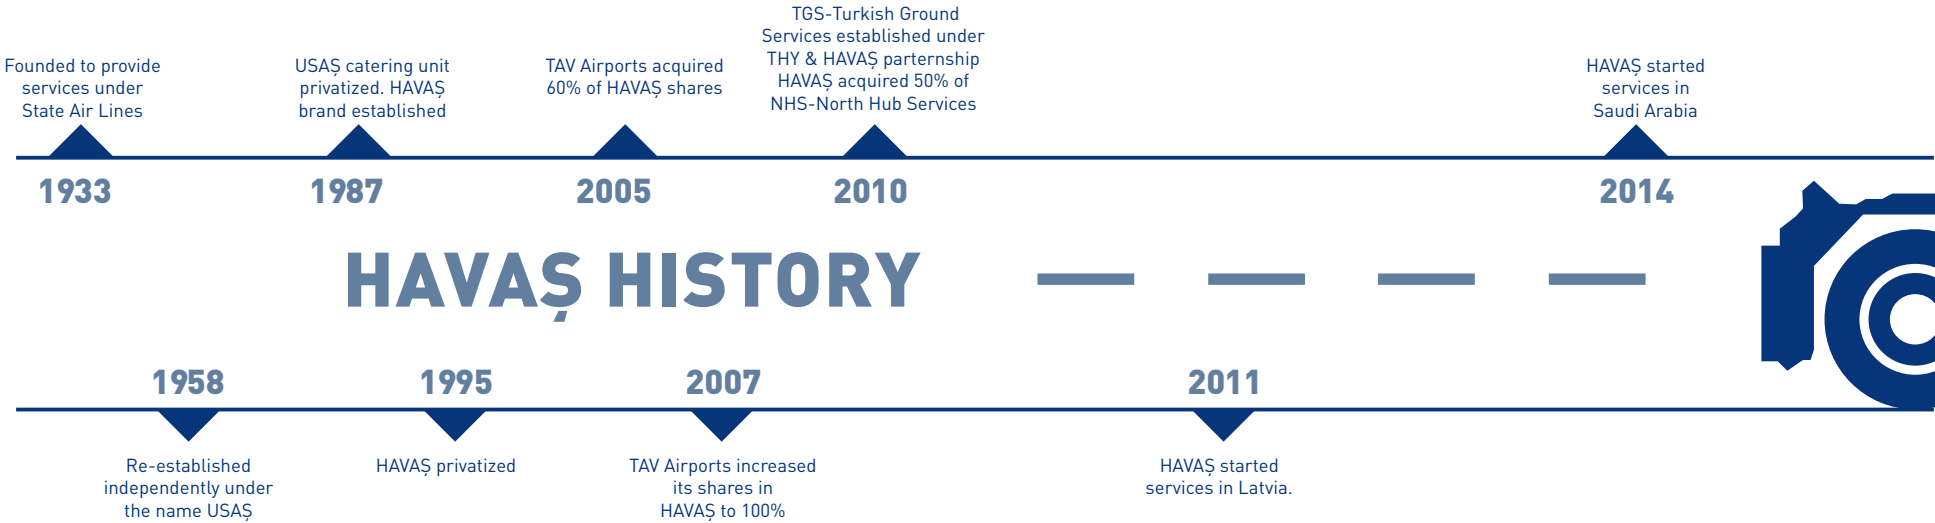 Founded to provide
services under
State Air Lines
1933
USAŞ catering unit
privatized. HAVAŞ
brand established
1987
TAV Airports acquired
60% of HAVAŞ shares
2005
TGS-Turkish Ground
Services established under
THY & HAVAŞ parternship
HAVAŞ acquired 50% of
NHS-North Hub Services
2010
HAVAŞ started
services in
Saudi Arabia
2014
HAVAŞ HISTORY
1958
Re-established
independently under
the name USAŞ
1995
HAVAŞ privatized
2007
TAV Airports increased
its shares in
HAVAŞ to 100%
2011
HAVAŞ started
services in Latvia.